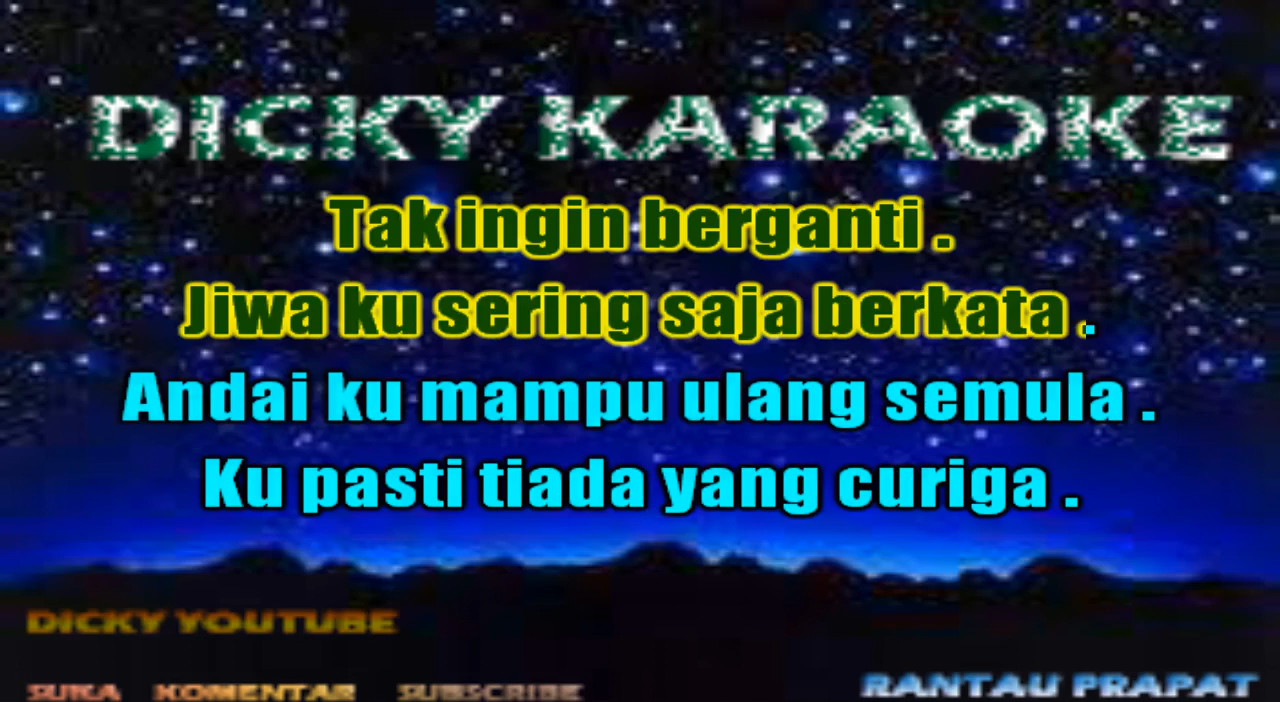 DICKY KARAOKE
Tak ingin berganti .
Jiwa ku sering saja berkata .
Andai ku mampu ulang semula .
Ku pasti tiada yang curiga .
DICKY YOUTUBE
SUKA KOMENTAR SUBSCRIBE
RANTAU PRAPAT